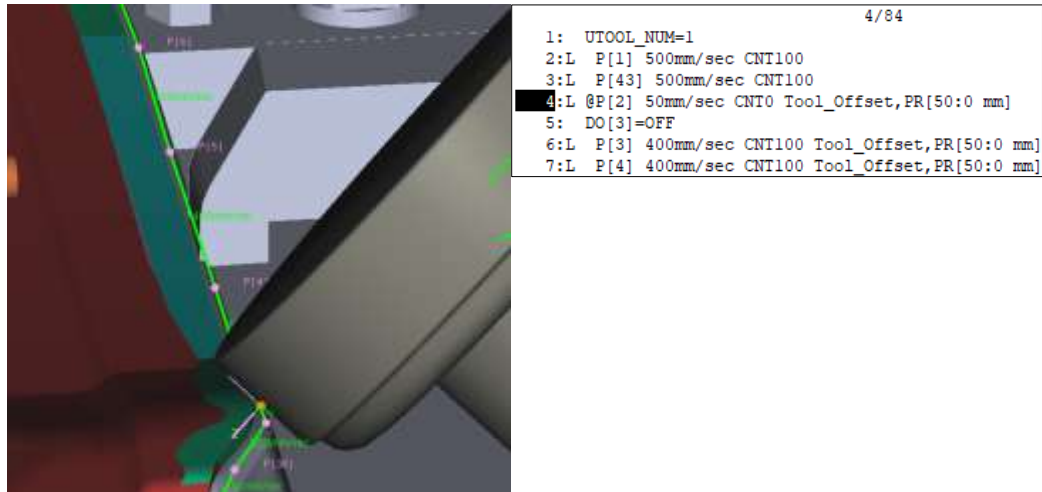 4/84
1: UTOOL_NUM=1
2:L P[1] 500mm/sec CNT100
3:L P[43] 500mm/sec CNT100
4:L @P[2] 50mm/sec CNT0 Tool_Offset,PR[50:0 mm]
5: DO[3]=OFF
6:L P[3] 400mm/sec CNT100 Tool_Offset,PR[50:0 mm]
7:L P[4] 400mm/sec CNT100 Tool_Offset,PR[50:0 mm]
P[5]
Z